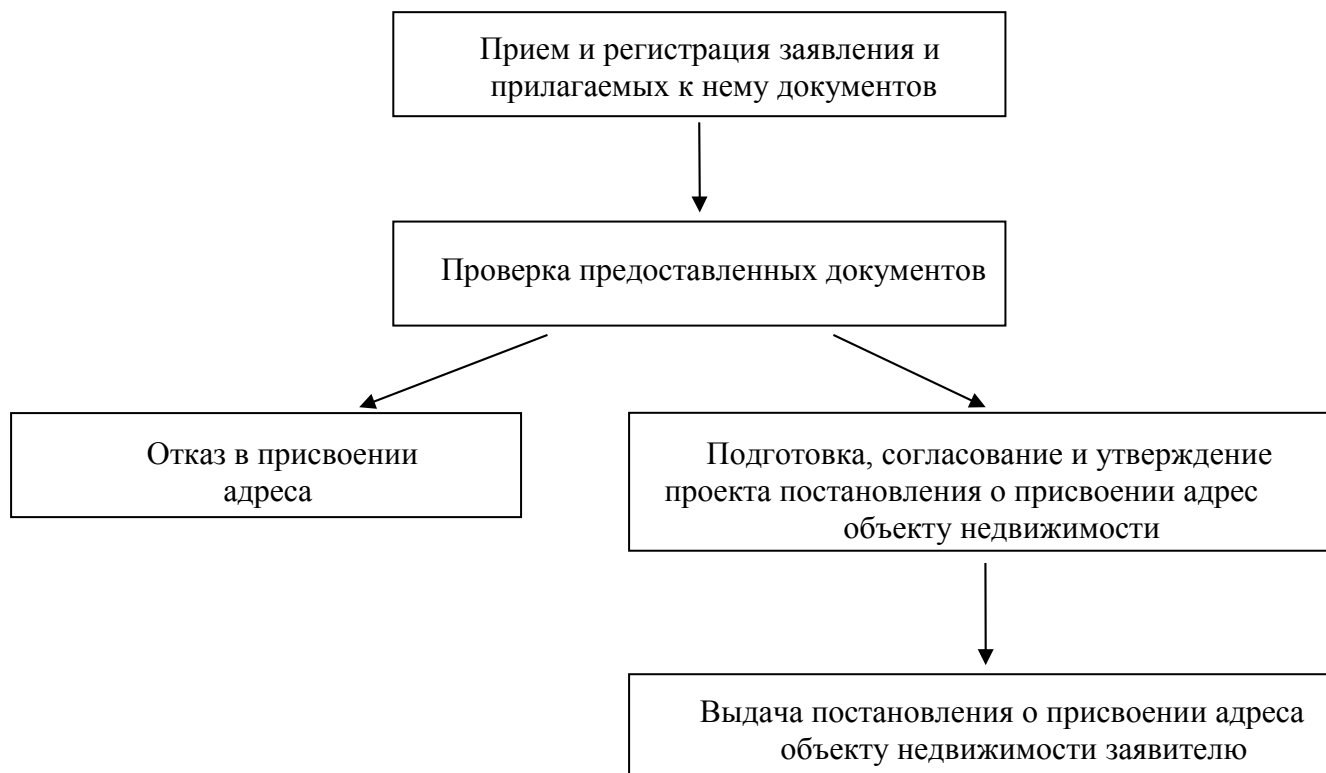 Прием и регистрация заявления и
прилагаемых к нему документов
Проверка предоставленных документов
Отказ в присвоении
адреса
Подготовка, согласование и утверждение
проекта постановления о присвоении адрес
объекту недвижимости
Выдача постановления о присвоении адреса
объекту недвижимости заявителю